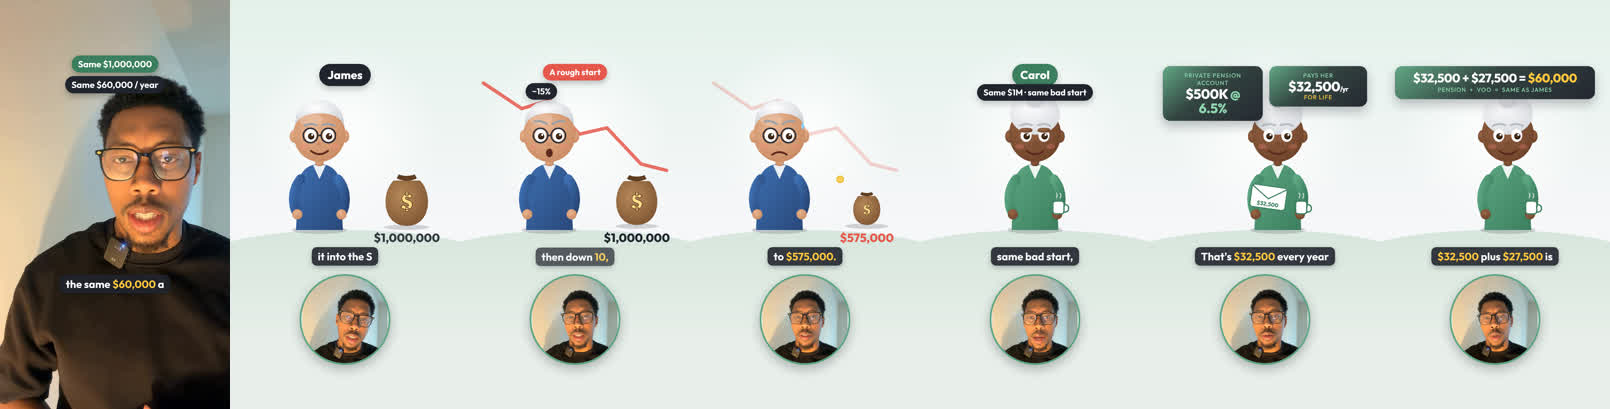 Same $1,000,000
Same $60,000 / year
the same $60,000 a
James
$
$1,000,000
it into the S
A rough start
-15%
$
$1,000,000
then down 10,
$
$575,000
to $575,000.
Carol
Same $1M · same bad start
same bad start,
PRIVATE PENSION
ACCOUNT
$500K @
6.5%
PAYS HER
$32,500/yr
FOR LIFE
$32,500
That's $32,500 every year
$32,500 + $27,500 = $60,000
PENSION + VOO = SAME AS JAMES
$32,500 plus $27,500 is